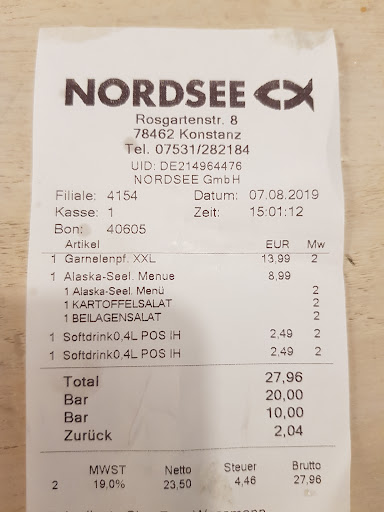 NORDSEE
Rosgartenstr. 8
78462 Konstanz
Tel. 07531/282184
UID: DE214964476
NORDSEE GmbH
Filiale: 4154 Datum: 07.08.2019
Kasse: 1 Zeit: 15:01:12
Bon: 40605
Artikel EUR Mw
1 Garnelenpf. XXL 13,99 2
1 Alaska-Seel. Menue 8,99
1 Alaska-Seel. Menü 2
1 KARTOFFELSALAT 2
1 BEILAGENSALAT 2
1 Softdrink0,4L POS IH 2,49 2
1 Softdrink0,4L POS IH 2,49 2
Total 27,96
Bar 20,00
Bar 10,00
Zurück 2,04
MWST Netto Steuer Brutto
2 19,0% 23,50 4,46 27,96